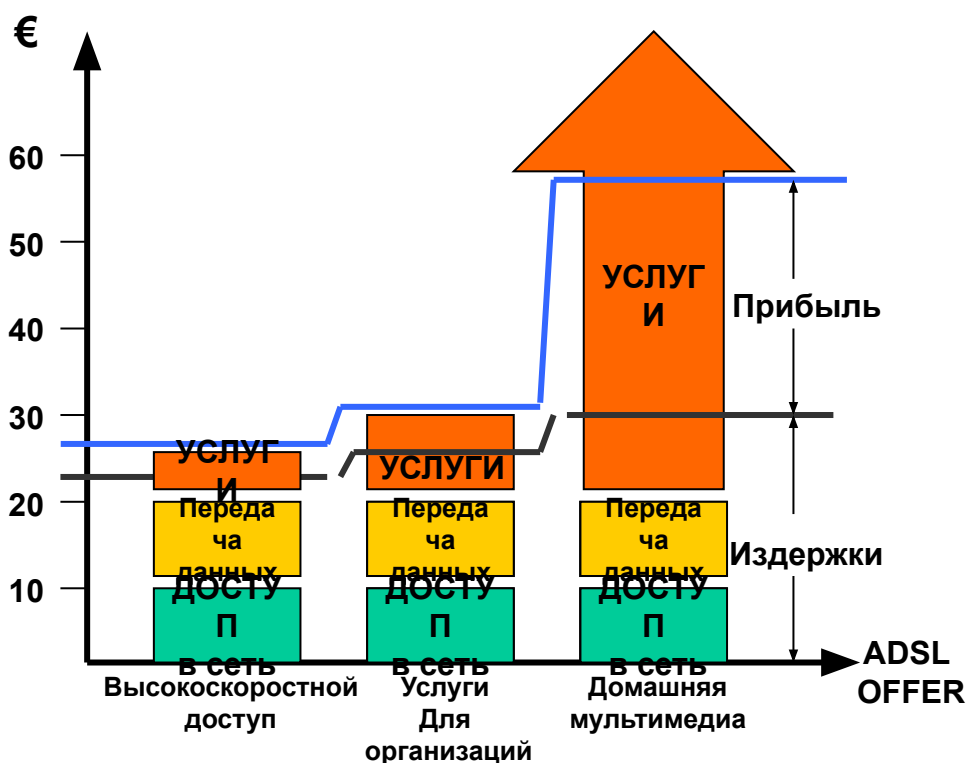 €
60
50
40
30
20
10
УСЛУГ
И
Передa
ча
данных
ДОСТУ
П
в сеть
УСЛУГИ
Переда
ча
данных
ДОСТУ
П
в сеть
УСЛУГ
И
Переда
ча
данных
ДОСТУ
П
в сеть
Прибыль
Издержки
ADSL
OFFER
Высокоскоростной
доступ
Услуги
Для
организаций
Домашняя
мультимедиа